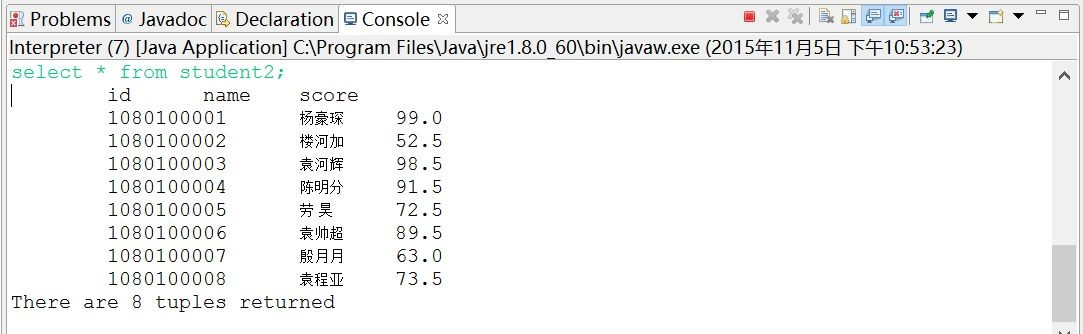 Problems @ Javadoc Declaration Console
Interpreter (7) [Java Application] C:\Program Files\Java\jre1.8.0_60\bin\javaw.exe (2015年11月5日 下午10:53:23)
select * from student2;
id name score
1080100001 杨豪琛 99.0
1080100002 楼河加 52.5
1080100003 袁河辉 98.5
1080100004 陈明分 91.5
1080100005 劳 昊 72.5
1080100006 袁帅超 89.5
1080100007 殷月月 63.0
1080100008 袁程亚 73.5
There are 8 tuples returned